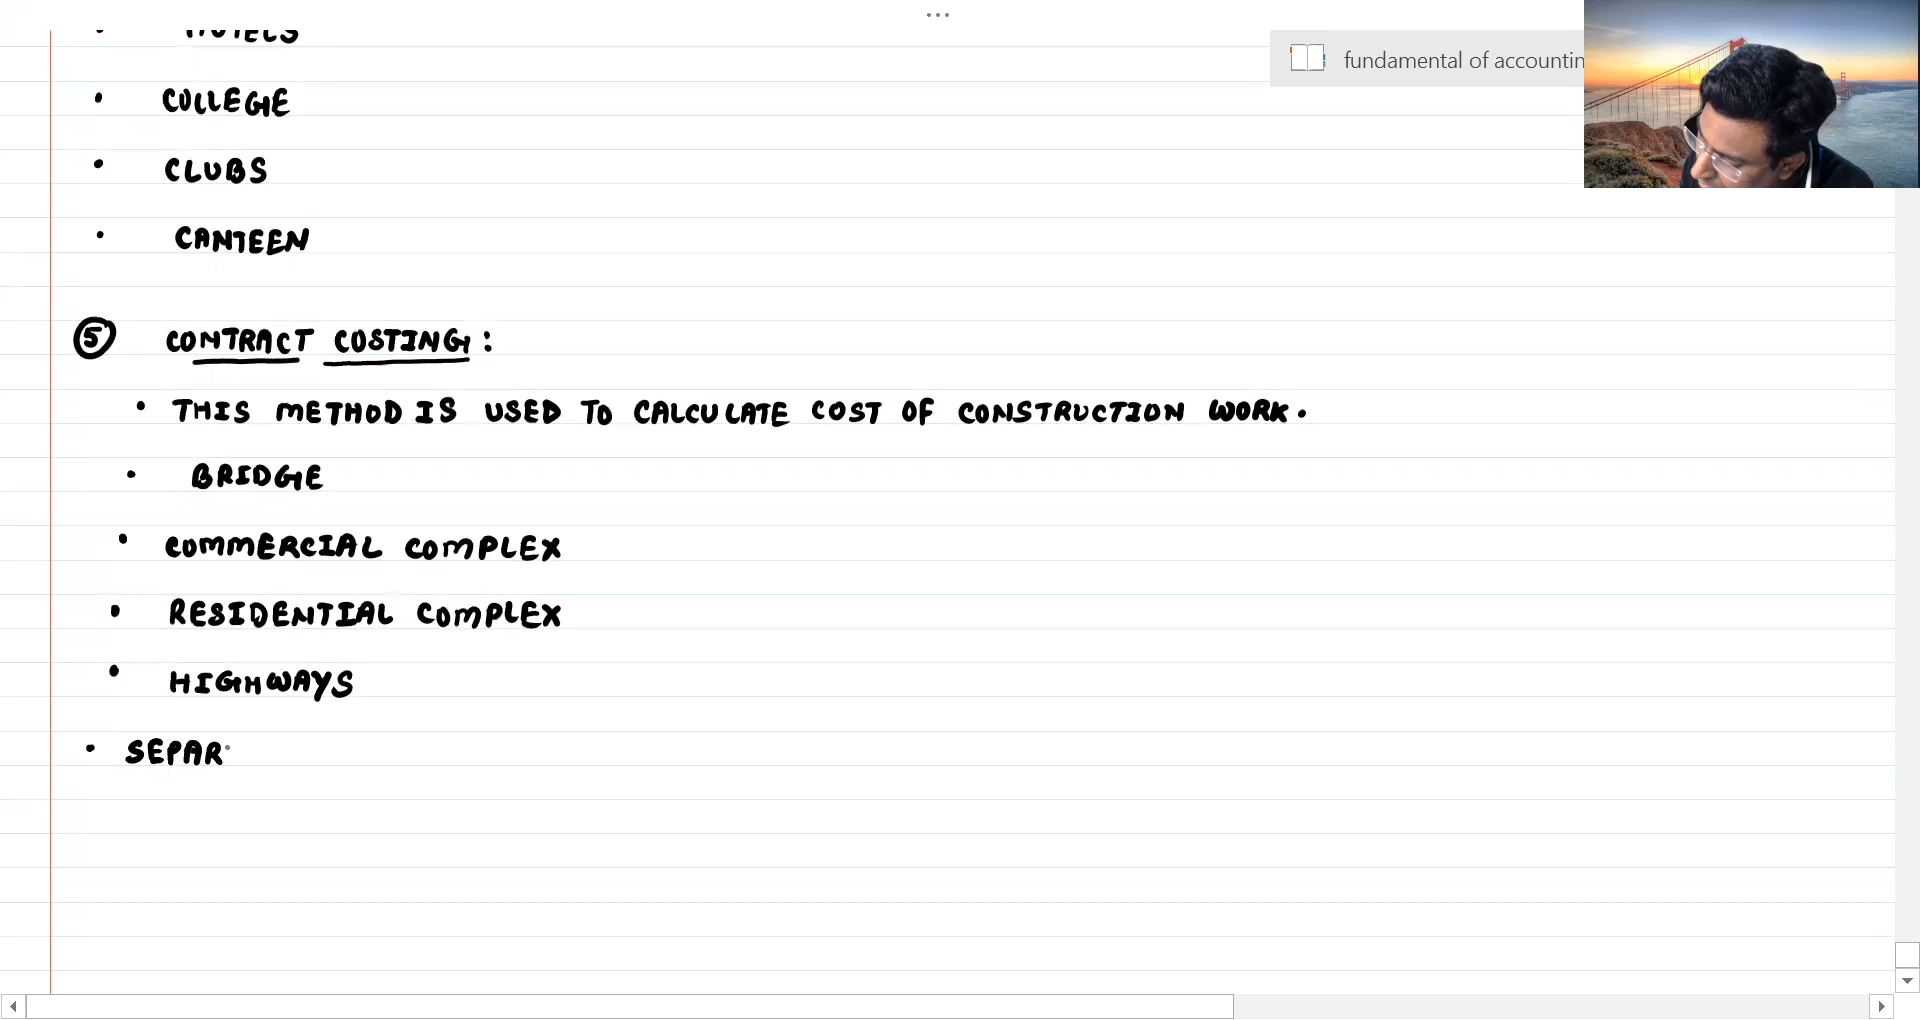 • HOTELS
fundamental of accountin
• COLLEGE
• CLUBS
• CANTEEN
5 CONTRACT COSTING:
• THIS METHOD IS USED TO CALCULATE COST OF CONSTRUCTION WORK.
• BRIDGE
• COMMERCIAL COMPLEX
• RESIDENTIAL COMPLEX
• HIGHWAYS
• SEPAR